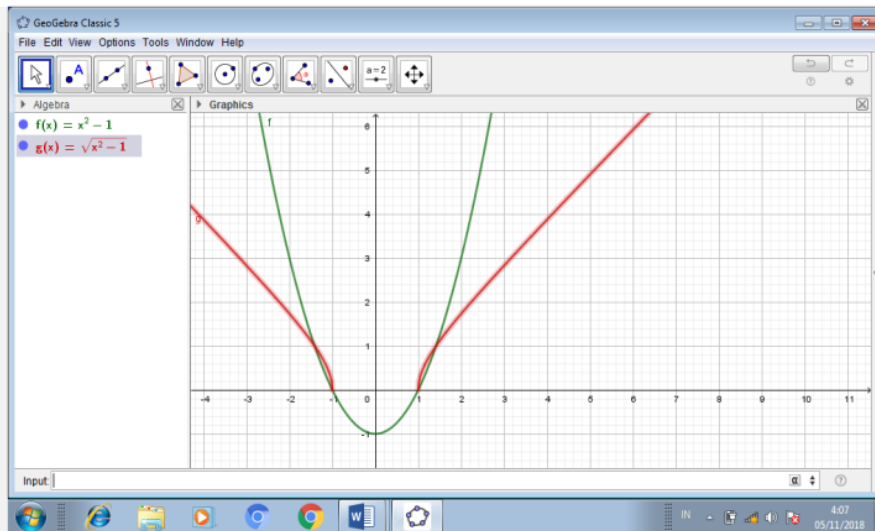 GeoGebra Classic 5
File Edit View Options Tools Window Help
A
a=2
Algebra
Graphics
f(x) = x² − 1
g(x) = √(x² − 1)
f
g
6
5
4
3
2
1
-1
-4 -3 -2 -1 0 1 2 3 4 5 6 7 8 9 10 11
Input:
α
IN
4:07
05/11/2018